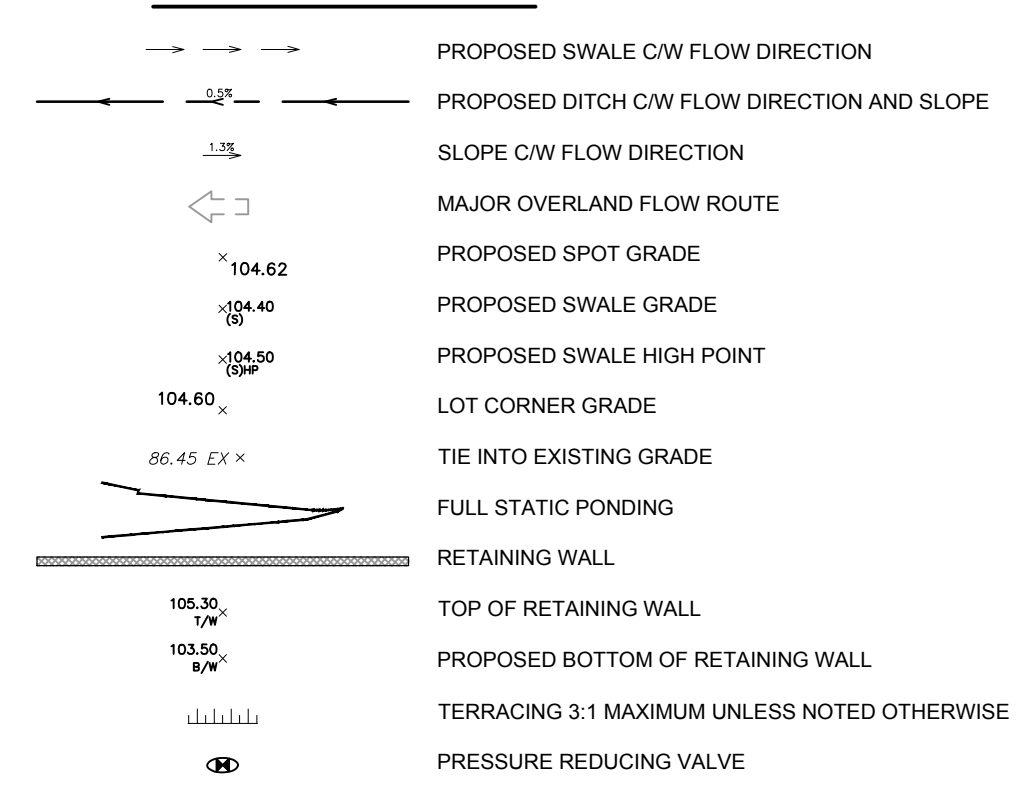 PROPOSED SWALE C/W FLOW DIRECTION
0.5% PROPOSED DITCH C/W FLOW DIRECTION AND SLOPE
1.3% SLOPE C/W FLOW DIRECTION
MAJOR OVERLAND FLOW ROUTE
PROPOSED SPOT GRADE
104.62
104.40 PROPOSED SWALE GRADE
(S)
104.50 PROPOSED SWALE HIGH POINT
(S)HP
104.60 LOT CORNER GRADE
86.45 EX TIE INTO EXISTING GRADE
FULL STATIC PONDING
RETAINING WALL
105.30 TOP OF RETAINING WALL
T/W
103.50 PROPOSED BOTTOM OF RETAINING WALL
B/W
TERRACING 3:1 MAXIMUM UNLESS NOTED OTHERWISE
PRESSURE REDUCING VALVE